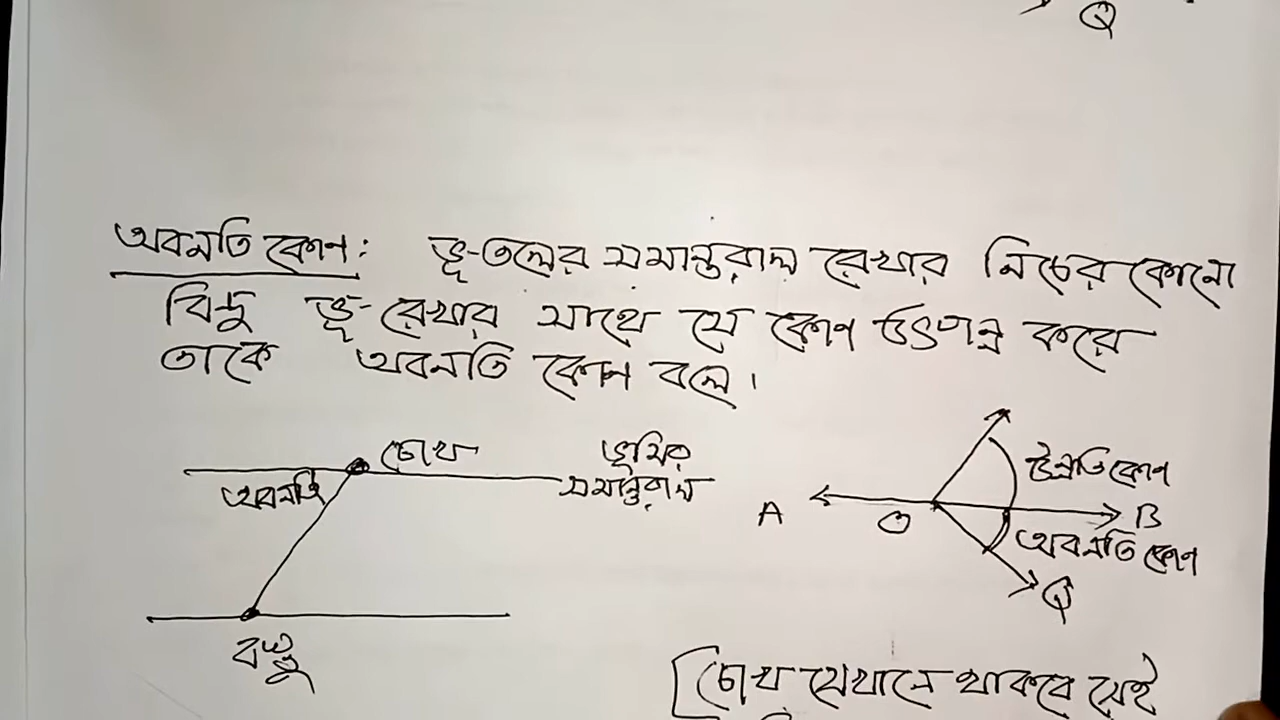 Q
অবনতি কোণ: ভূ-তলের সমান্তরাল রেখার নিচের কোনো
বিন্দু ভূ-রেখার সাথে যে কোণ উৎপন্ন করে
তাকে অবনতি কোণ বলে।
চোখ
ভূমির
সমান্তরাল
অবনতি
বস্তু
উন্নতি কোণ
A
O
B
অবনতি কোণ
Q
[চোখ যেখানে থাকবে সেই